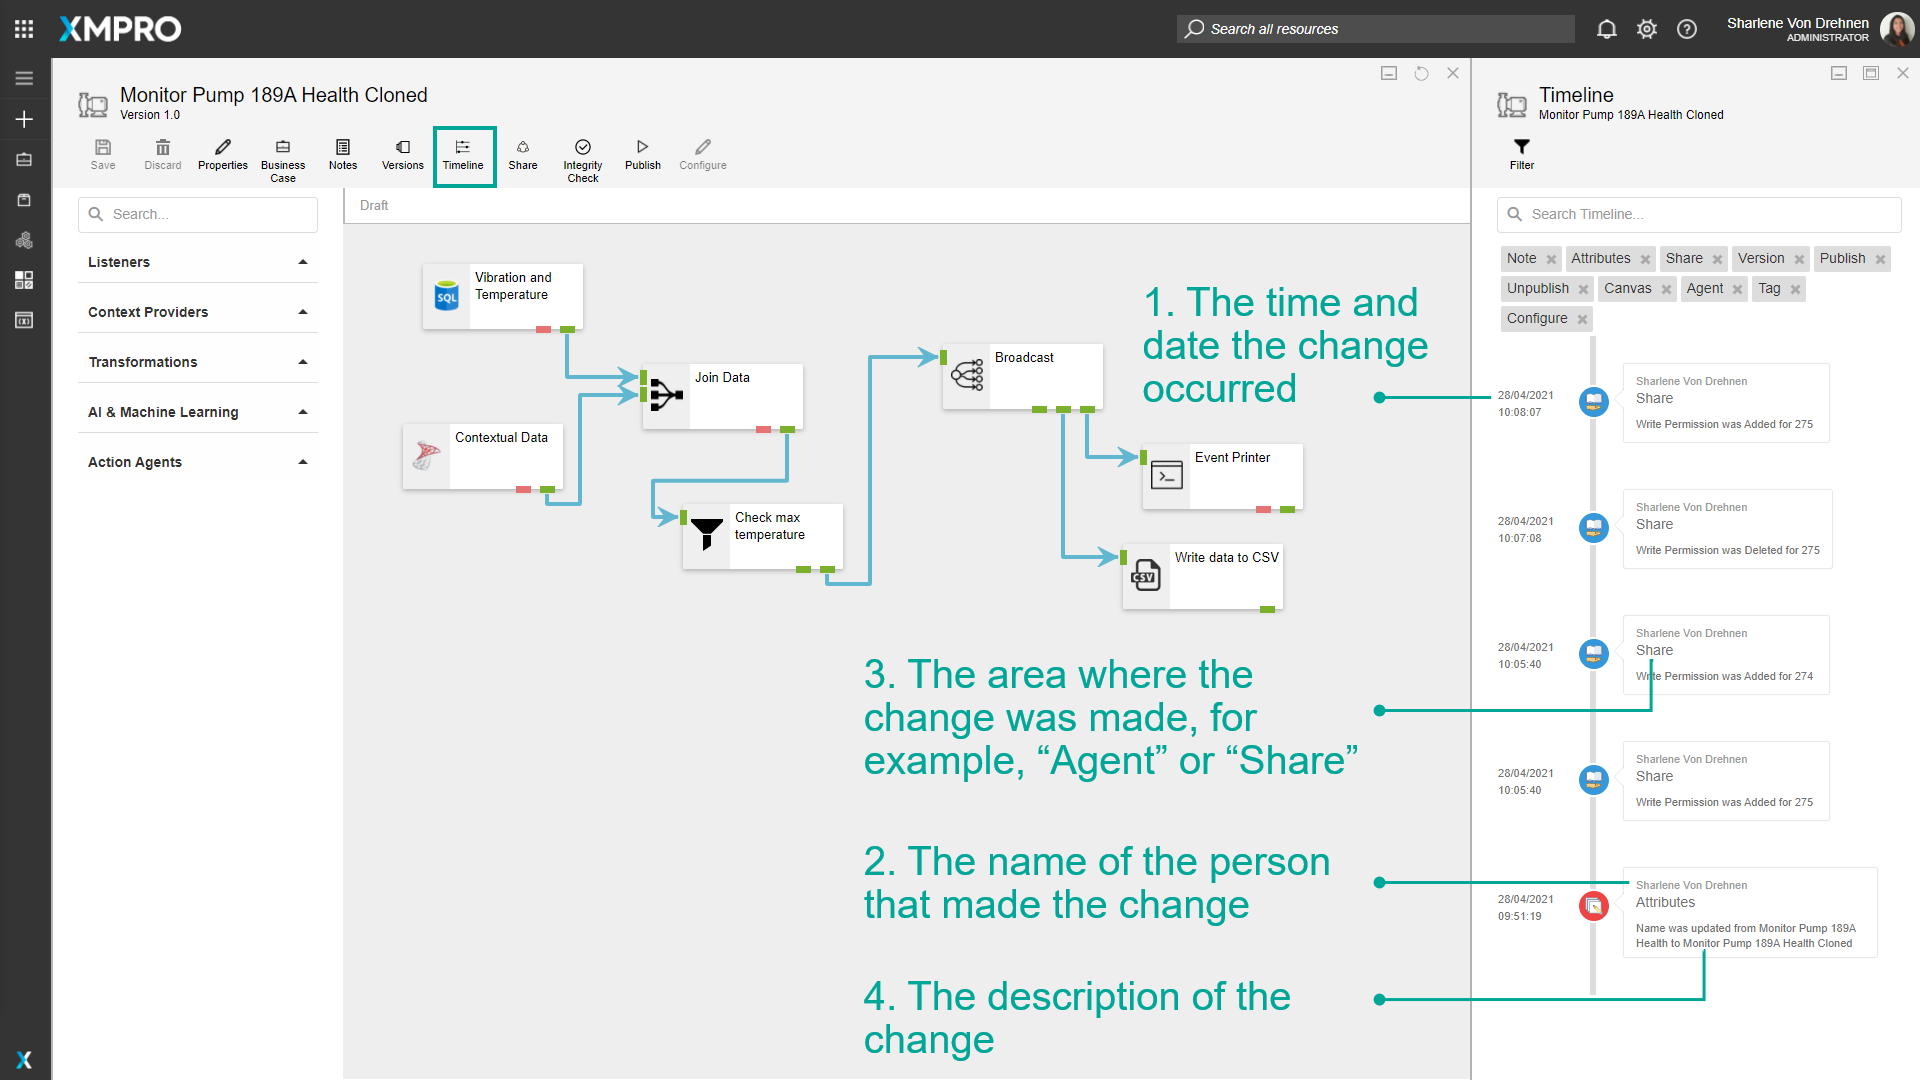 XMPRO
Search all resources
Sharlene Von Drehnen
ADMINISTRATOR
Monitor Pump 189A Health Cloned
Version 1.0
Save
Discard
Properties
Business
Case
Notes
Versions
Timeline
Share
Integrity
Check
Publish
Configure
Search...
Listeners
Context Providers
Transformations
AI & Machine Learning
Action Agents
Draft
SQL
Vibration and
Temperature
Join Data
Contextual Data
Check max
temperature
Broadcast
Event Printer
CSV
Write data to CSV
1. The time and
date the change
occurred
3. The area where the
change was made, for
example, “Agent” or “Share”
2. The name of the person
that made the change
4. The description of the
change
Timeline
Monitor Pump 189A Health Cloned
Filter
Search Timeline...
Note
Attributes
Share
Version
Publish
Unpublish
Canvas
Agent
Tag
Configure
28/04/2021
10:08:07
Sharlene Von Drehnen
Share
Write Permission was Added for 275
28/04/2021
10:07:08
Sharlene Von Drehnen
Share
Write Permission was Deleted for 275
28/04/2021
10:05:40
Sharlene Von Drehnen
Share
Write Permission was Added for 274
28/04/2021
10:05:40
Sharlene Von Drehnen
Share
Write Permission was Added for 275
28/04/2021
09:51:19
Sharlene Von Drehnen
Attributes
Name was updated from Monitor Pump 189A
Health to Monitor Pump 189A Health Cloned